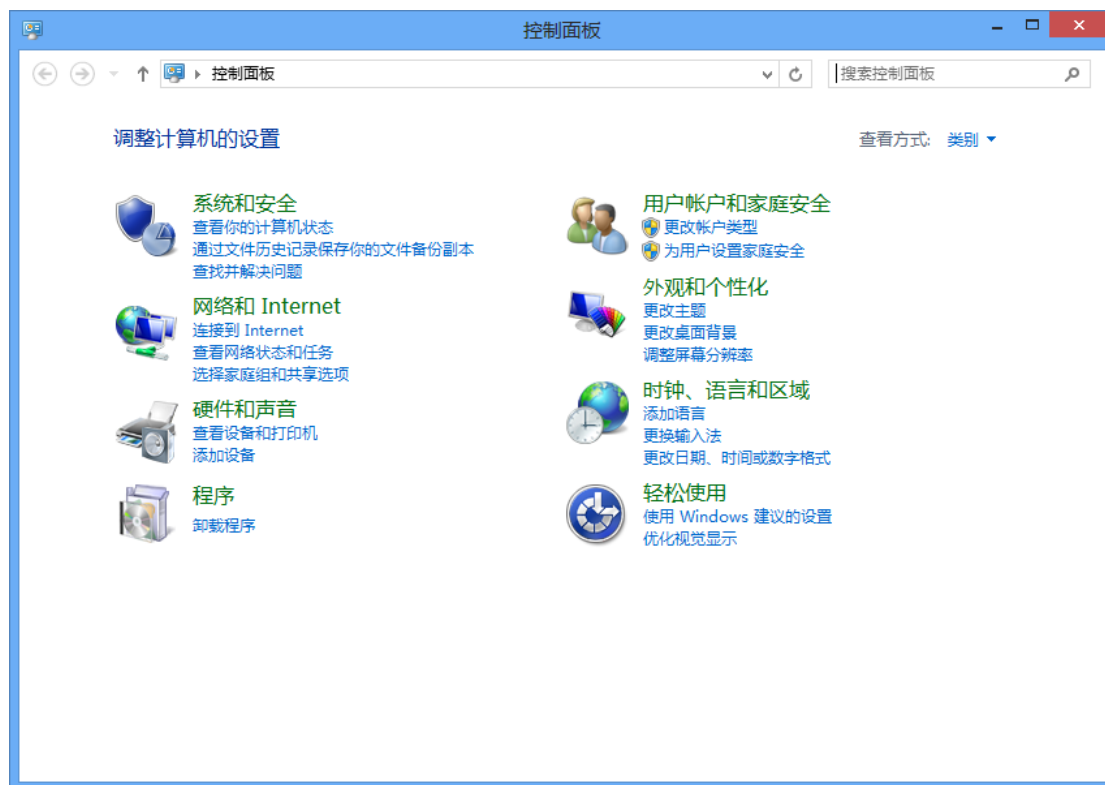 控制面板
控制面板
搜索控制面板
调整计算机的设置
查看方式: 类别
系统和安全
查看你的计算机状态
通过文件历史记录保存你的文件备份副本
查找并解决问题
网络和 Internet
连接到 Internet
查看网络状态和任务
选择家庭组和共享选项
硬件和声音
查看设备和打印机
添加设备
程序
卸载程序
用户帐户和家庭安全
更改帐户类型
为用户设置家庭安全
外观和个性化
更改主题
更改桌面背景
调整屏幕分辨率
时钟、语言和区域
添加语言
更换输入法
更改日期、时间或数字格式
轻松使用
使用 Windows 建议的设置
优化视觉显示